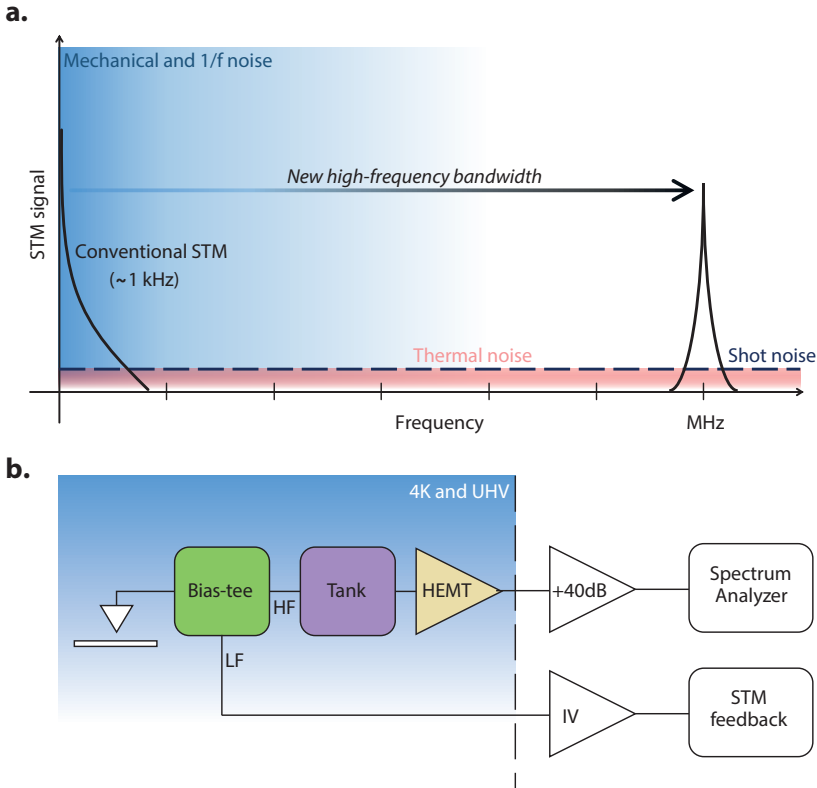 a.
Mechanical and 1/f noise
New high-frequency bandwidth
STM signal
Conventional STM
(~1 kHz)
Thermal noise
Shot noise
Frequency
MHz
b.
4K and UHV
Bias-tee
HF
Tank
HEMT
+40dB
Spectrum
Analyzer
LF
IV
STM
feedback